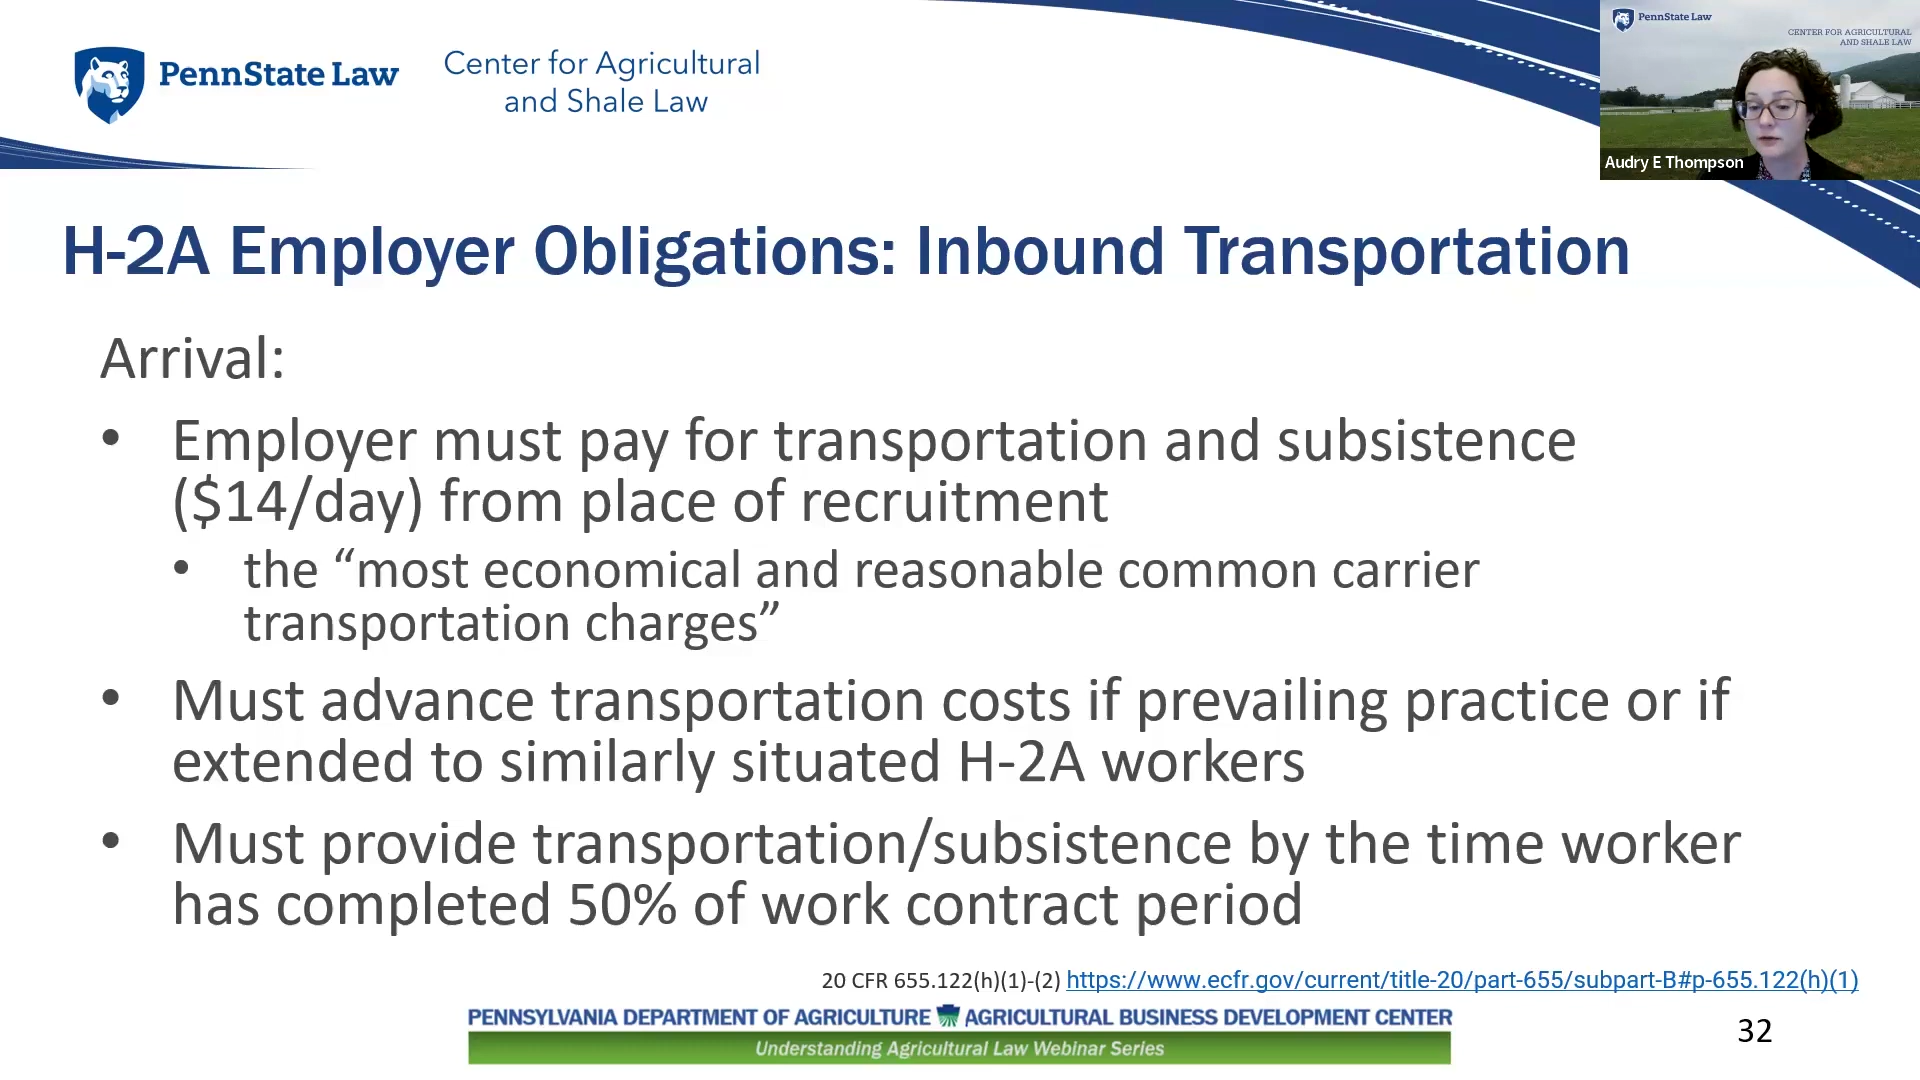 PennState Law
Center for Agricultural
and Shale Law
PennState Law
CENTER FOR AGRICULTURAL
AND SHALE LAW
Audry E Thompson
H-2A Employer Obligations: Inbound Transportation
Arrival:
• Employer must pay for transportation and subsistence
($14/day) from place of recruitment
• the “most economical and reasonable common carrier
transportation charges”
• Must advance transportation costs if prevailing practice or if
extended to similarly situated H-2A workers
• Must provide transportation/subsistence by the time worker
has completed 50% of work contract period
20 CFR 655.122(h)(1)-(2) https://www.ecfr.gov/current/title-20/part-655/subpart-B#p-655.122(h)(1)
PENNSYLVANIA DEPARTMENT OF AGRICULTURE AGRICULTURAL BUSINESS DEVELOPMENT CENTER
Understanding Agricultural Law Webinar Series
32